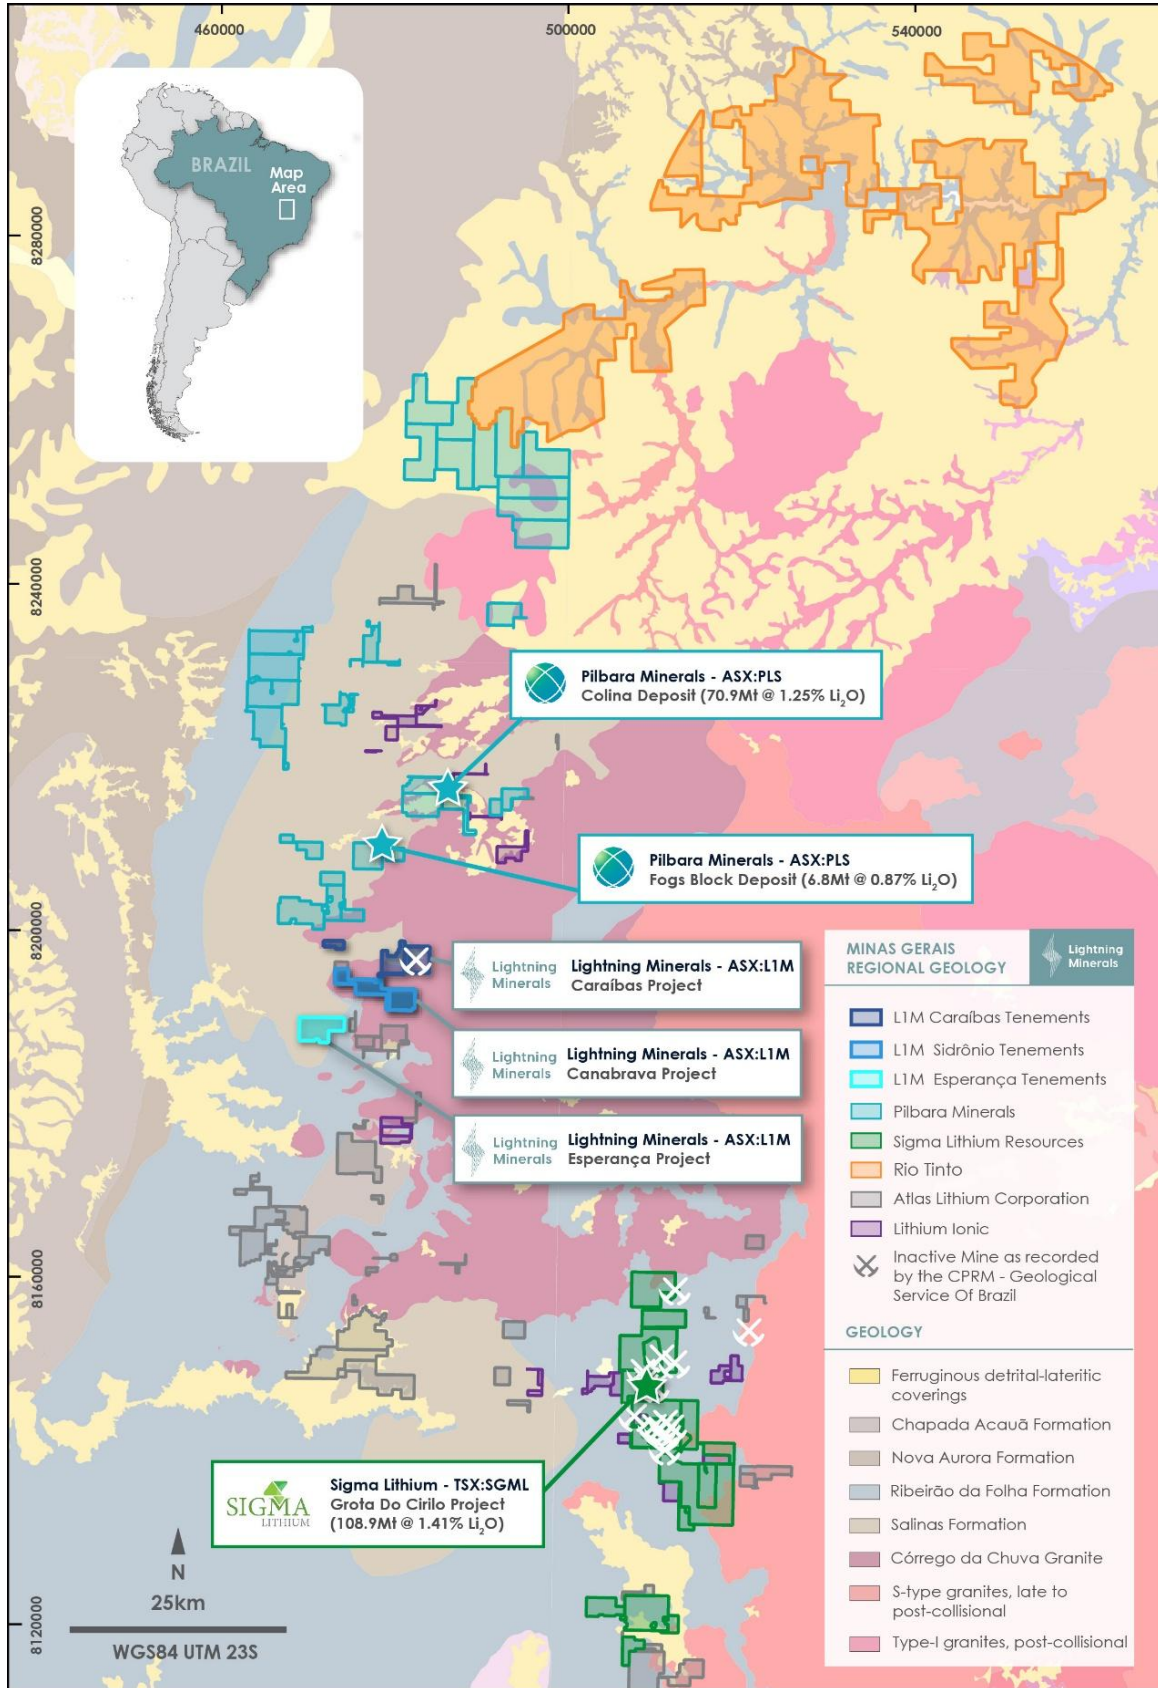 460000
500000
540000
BRAZIL
Map
Area
8280000
8240000
8200000
8160000
8120000
Pilbara Minerals - ASX:PLS
Colina Deposit (70.9Mt @ 1.25% Li₂O)
Pilbara Minerals - ASX:PLS
Fogs Block Deposit (6.8Mt @ 0.87% Li₂O)
Lightning
Minerals
Lightning Minerals - ASX:L1M
Caraíbas Project
Lightning
Minerals
Lightning Minerals - ASX:L1M
Canabrava Project
Lightning
Minerals
Lightning Minerals - ASX:L1M
Esperança Project
SIGMA
LITHIUM
Sigma Lithium - TSX:SGML
Grota Do Cirilo Project
(108.9Mt @ 1.41% Li₂O)
N
25km
WGS84 UTM 23S
MINAS GERAIS
REGIONAL GEOLOGY
Lightning
Minerals
L1M Caraíbas Tenements
L1M Sidrônio Tenements
L1M Esperança Tenements
Pilbara Minerals
Sigma Lithium Resources
Rio Tinto
Atlas Lithium Corporation
Lithium Ionic
Inactive Mine as recorded
by the CPRM - Geological
Service Of Brazil
GEOLOGY
Ferruginous detrital-lateritic
coverings
Chapada Acauã Formation
Nova Aurora Formation
Ribeirão da Folha Formation
Salinas Formation
Córrego da Chuva Granite
S-type granites, late to
post-collisional
Type-I granites, post-collisional